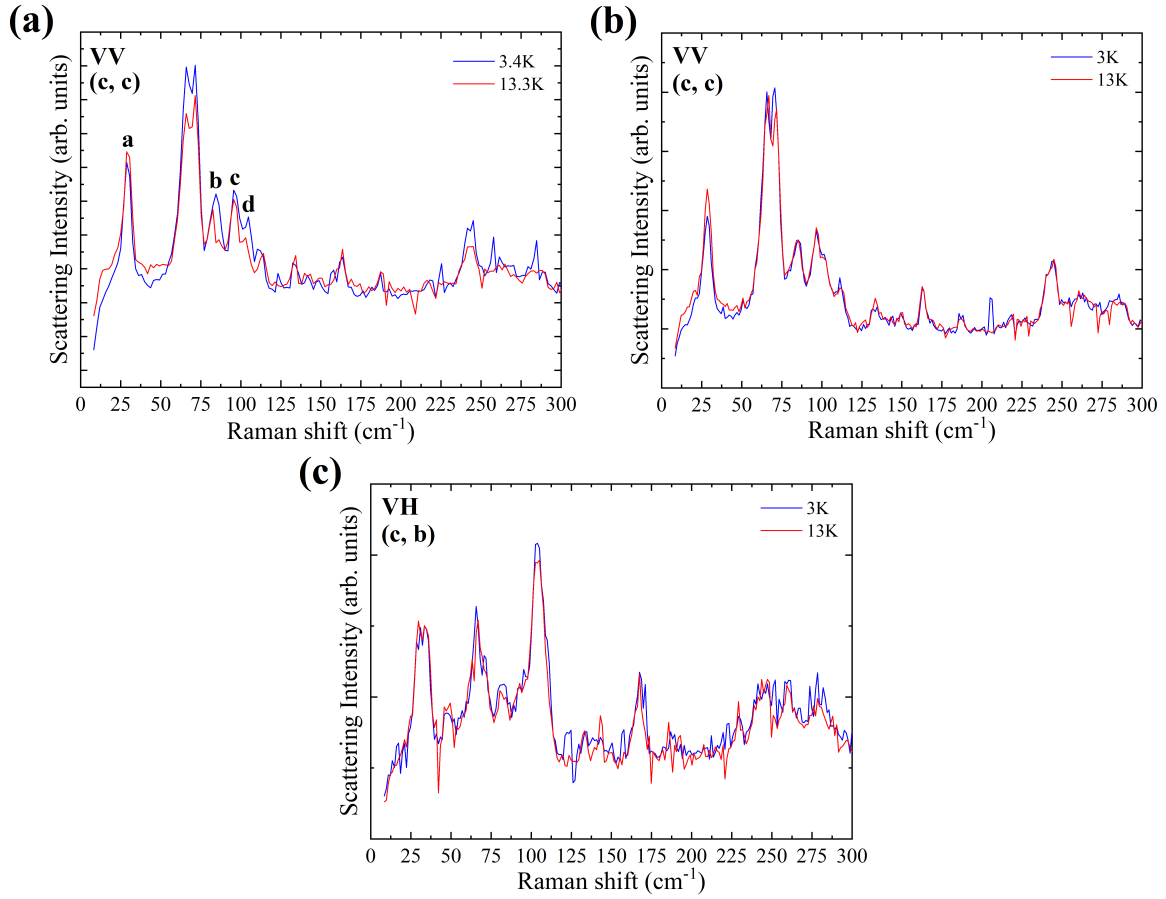 (a)
VV
(c, c)
3.4K
13.3K
a
b
c
d
Scattering Intensity (arb. units)
0 25 50 75 100 125 150 175 200 225 250 275 300
Raman shift (cm⁻¹)
(b)
VV
(c, c)
3K
13K
Scattering Intensity (arb. units)
0 25 50 75 100 125 150 175 200 225 250 275 300
Raman shift (cm⁻¹)
(c)
VH
(c, b)
3K
13K
Scattering Intensity (arb. units)
0 25 50 75 100 125 150 175 200 225 250 275 300
Raman shift (cm⁻¹)